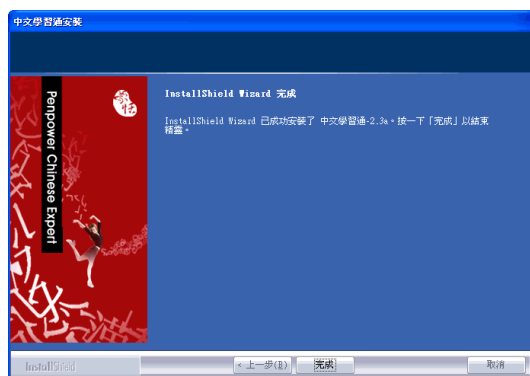 中文學習通安裝
Penpower Chinese Expert
InstallShield Wizard 完成
InstallShield Wizard 已成功安裝了 中文學習通-2.3a。按一下「完成」以結束
精靈。
InstallShield
< 上一步(B)
完成
取消